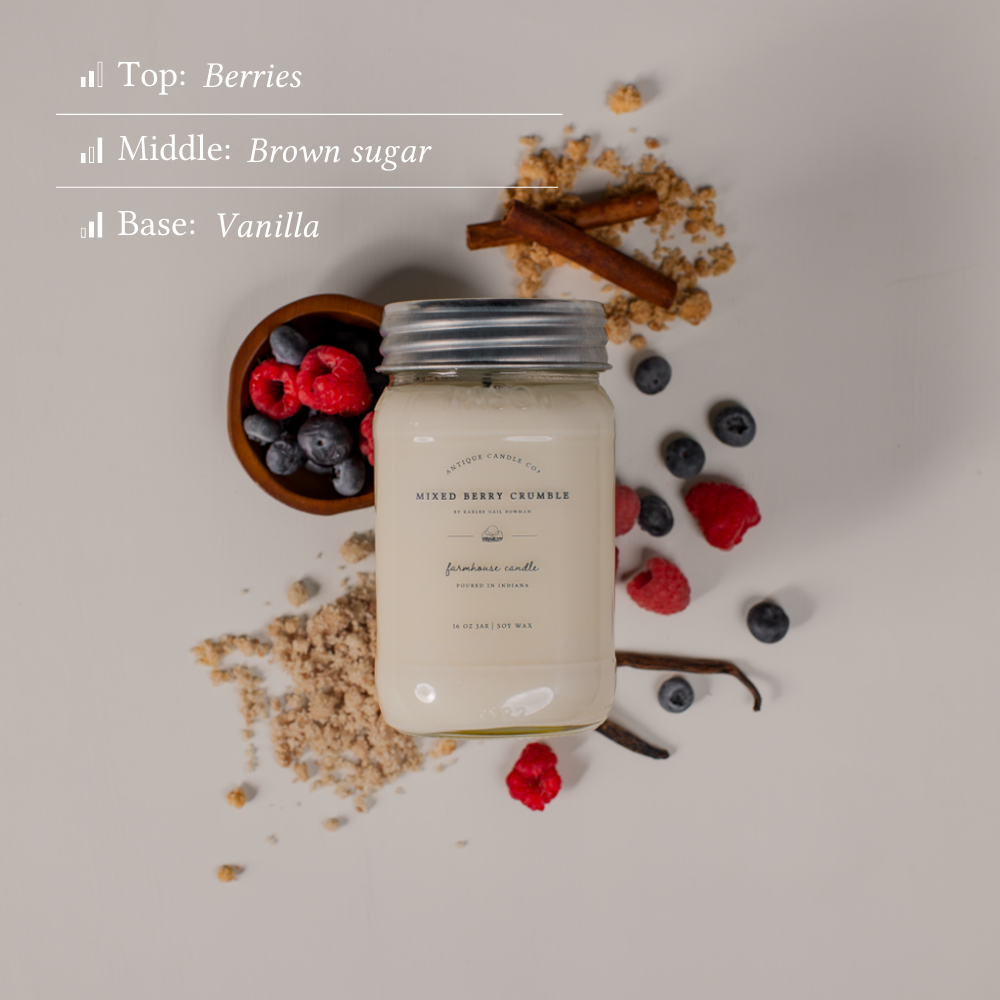 Top: Berries
Middle: Brown sugar
Base: Vanilla
ANTIQUE CANDLE CO®
MIXED BERRY CRUMBLE
farmhouse candle
POURED IN INDIANA
16 OZ JAR | SOY WAX